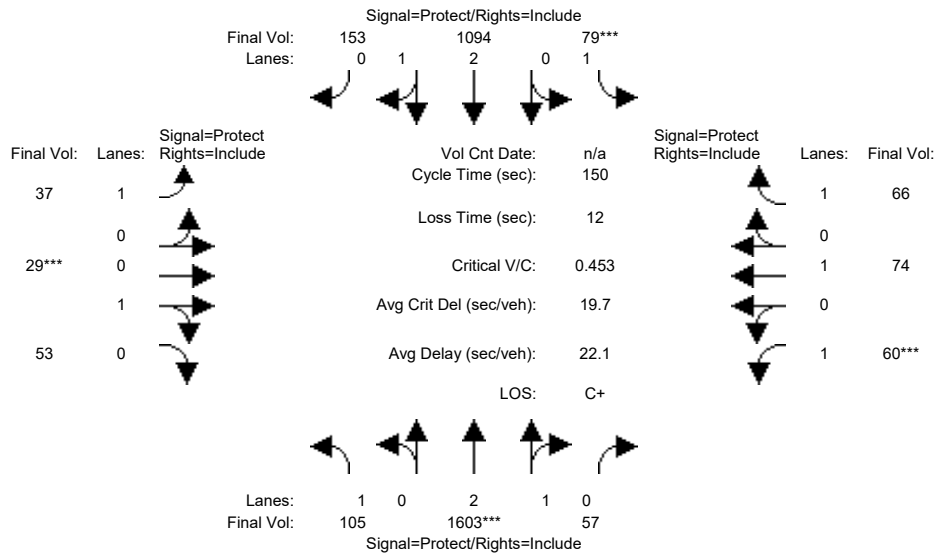 Signal=Protect/Rights=Include
Final Vol: 153 1094 79***
Lanes: 0 1 2 0 1
Signal=Protect
Final Vol: Lanes: Rights=Include
Vol Cnt Date: n/a
Signal=Protect
Rights=Include Lanes: Final Vol:
Cycle Time (sec): 150
37 1
1 66
Loss Time (sec): 12
0
0
29*** 0
Critical V/C: 0.453
1 74
1
Avg Crit Del (sec/veh): 19.7
0
53 0
Avg Delay (sec/veh): 22.1
1 60***
LOS: C+
Lanes: 1 0 2 1 0
Final Vol: 105 1603*** 57
Signal=Protect/Rights=Include